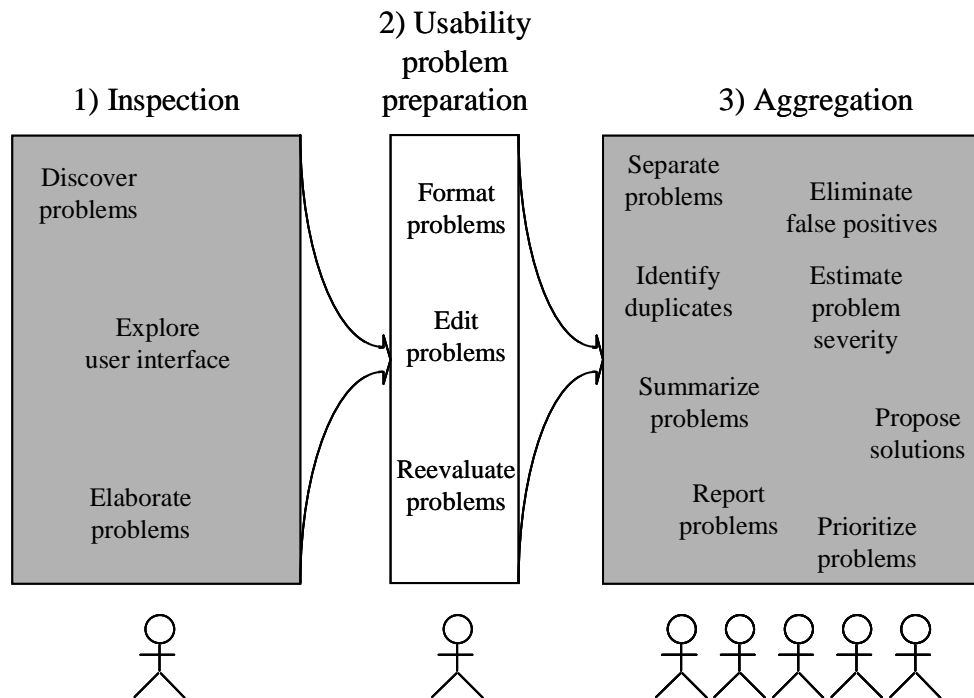 1) Inspection
Discover
problems
Explore
user interface
Elaborate
problems
2) Usability
problem
preparation
Format
problems
Edit
problems
Reevaluate
problems
3) Aggregation
Separate
problems
Eliminate
false positives
Identify
duplicates
Estimate
problem
severity
Summarize
problems
Propose
solutions
Report
problems
Prioritize
problems